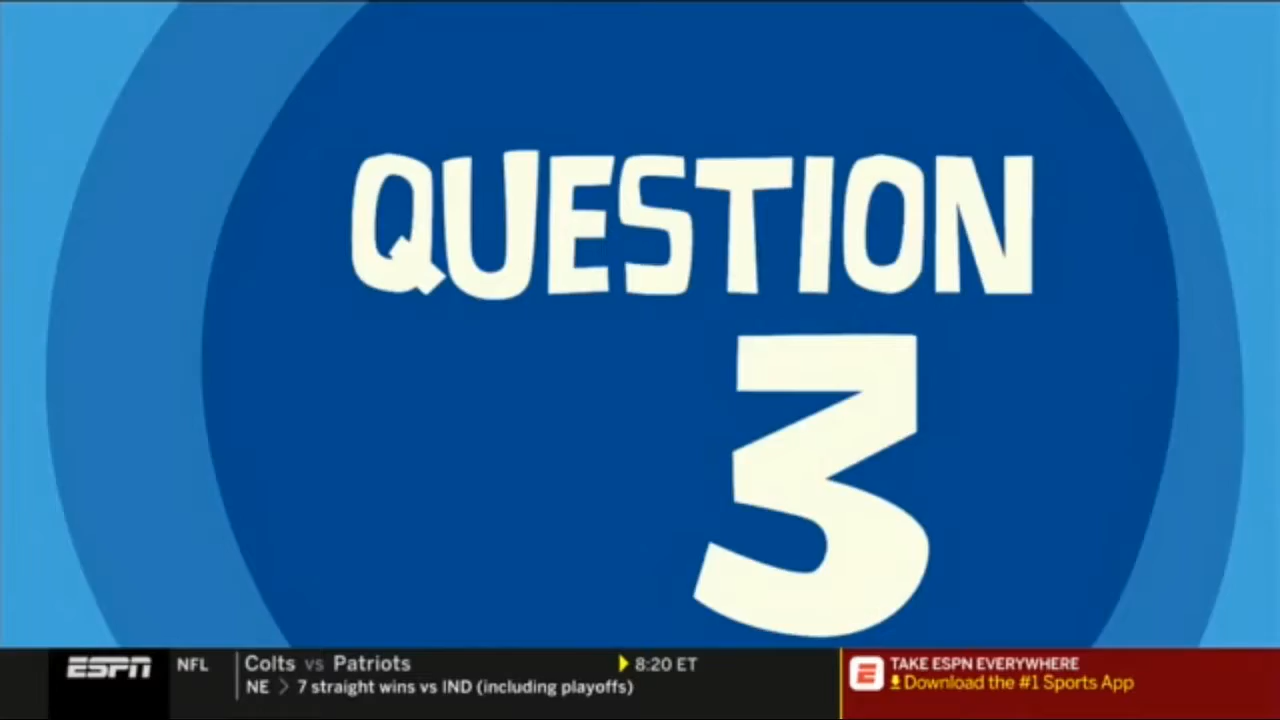 QUESTION
3
ESPN
NFL
Colts vs Patriots
8:20 ET
NE > 7 straight wins vs IND (including playoffs)
E
TAKE ESPN EVERYWHERE
Download the #1 Sports App